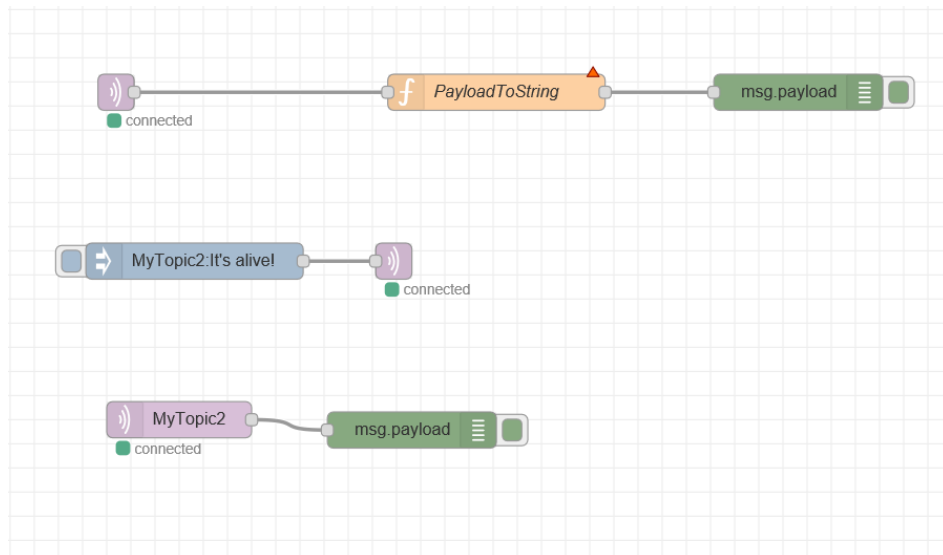 PayloadToString
msg.payload
connected
MyTopic2:It's alive!
connected
MyTopic2
msg.payload
connected